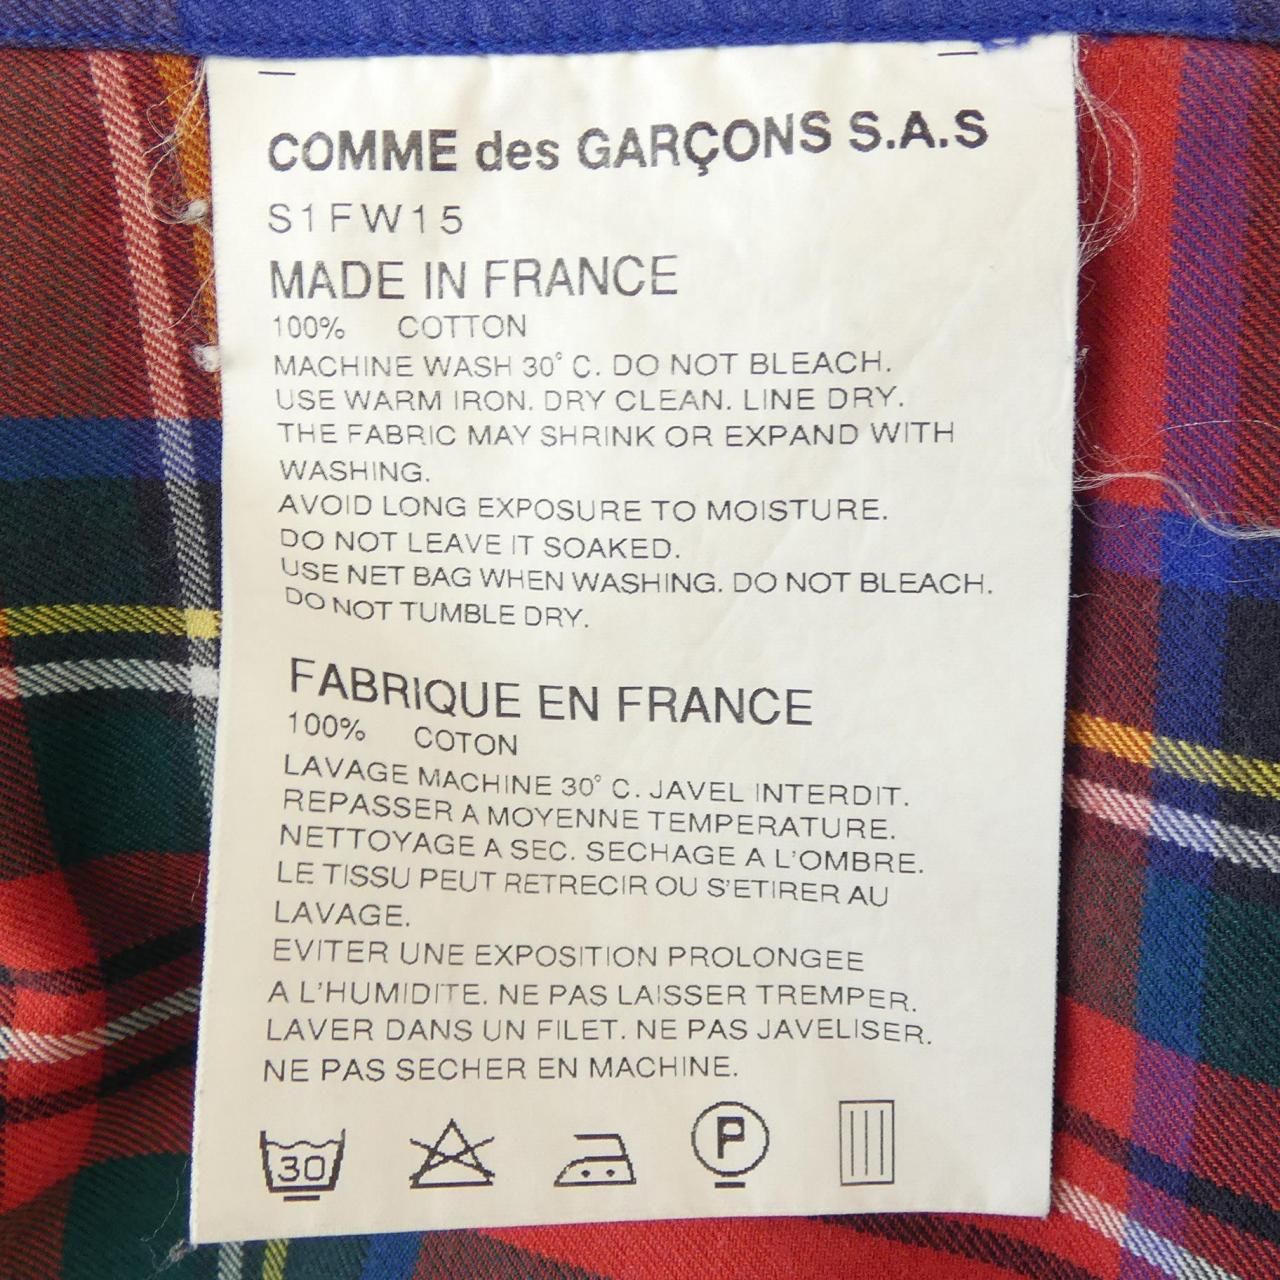 COMME des GARÇONS S.A.S
S1FW15
MADE IN FRANCE
100% COTTON
MACHINE WASH 30° C. DO NOT BLEACH.
USE WARM IRON. DRY CLEAN. LINE DRY.
THE FABRIC MAY SHRINK OR EXPAND WITH
WASHING.
AVOID LONG EXPOSURE TO MOISTURE.
DO NOT LEAVE IT SOAKED.
USE NET BAG WHEN WASHING. DO NOT BLEACH.
DO NOT TUMBLE DRY.
FABRIQUE EN FRANCE
100% COTON
LAVAGE MACHINE 30° C. JAVEL INTERDIT.
REPASSER A MOYENNE TEMPERATURE.
NETTOYAGE A SEC. SECHAGE A L'OMBRE.
LE TISSU PEUT RETRECIR OU S'ETIRER AU
LAVAGE.
EVITER UNE EXPOSITION PROLONGEE
A L'HUMIDITE. NE PAS LAISSER TREMPER.
LAVER DANS UN FILET. NE PAS JAVELISER.
NE PAS SECHER EN MACHINE.
30 P